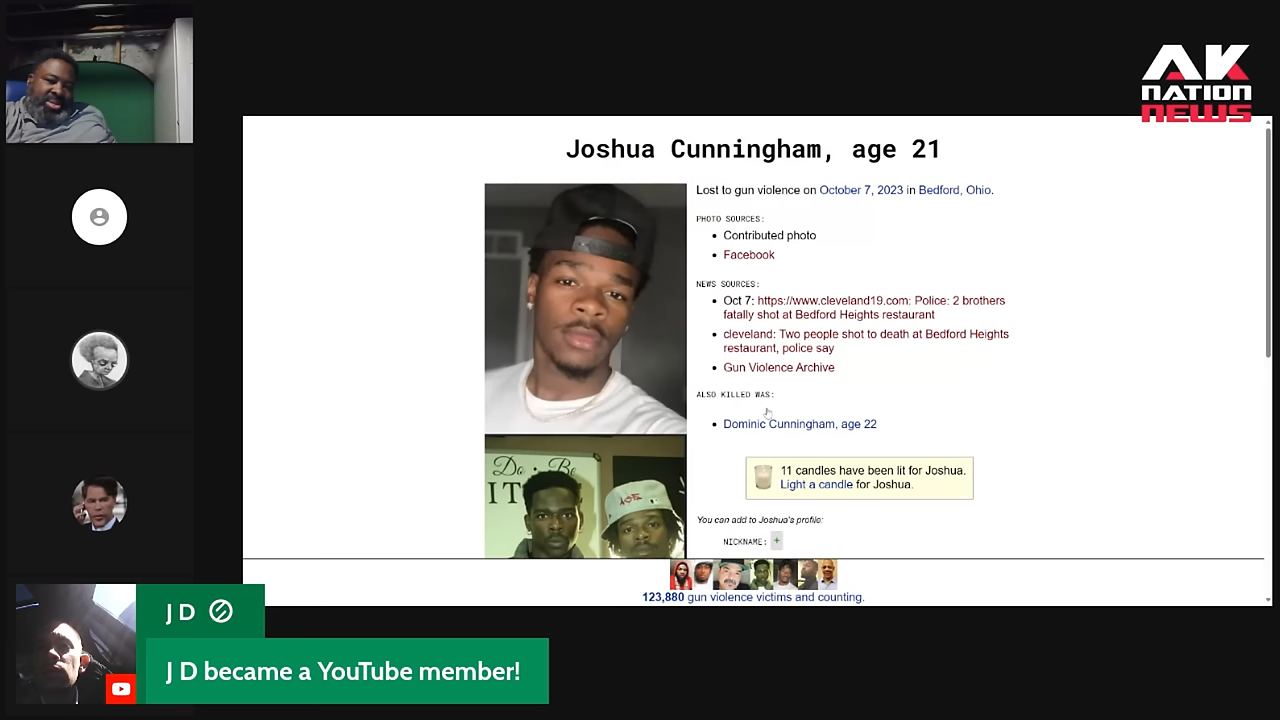 AK
NATION
NEWS
Joshua Cunningham, age 21
Lost to gun violence on October 7, 2023 in Bedford, Ohio.
PHOTO SOURCES:
Contributed photo
Facebook
NEWS SOURCES:
Oct 7: https://www.cleveland19.com: Police: 2 brothers
fatally shot at Bedford Heights restaurant
cleveland: Two people shot to death at Bedford Heights
restaurant, police say
Gun Violence Archive
ALSO KILLED WAS:
Dominic Cunningham, age 22
11 candles have been lit for Joshua.
Light a candle for Joshua.
You can add to Joshua's profile:
NICKNAME: +
Do • Be
IT
123,880 gun violence victims and counting.
J D
J D became a YouTube member!